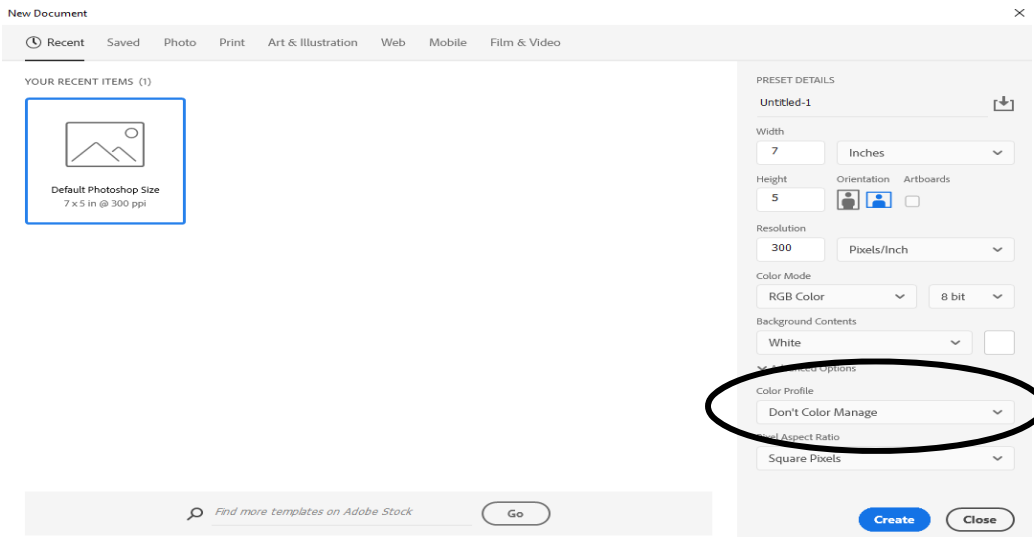 New Document
Recent Saved Photo Print Art & Illustration Web Mobile Film & Video
YOUR RECENT ITEMS (1)
Default Photoshop Size
7 x 5 in @ 300 ppi
PRESET DETAILS
Untitled-1
Width
7 Inches
Height Orientation Artboards
5
Resolution
300 Pixels/Inch
Color Mode
RGB Color 8 bit
Background Contents
White
Advanced Options
Color Profile
Don't Color Manage
Pixel Aspect Ratio
Square Pixels
Find more templates on Adobe Stock Go
Create Close